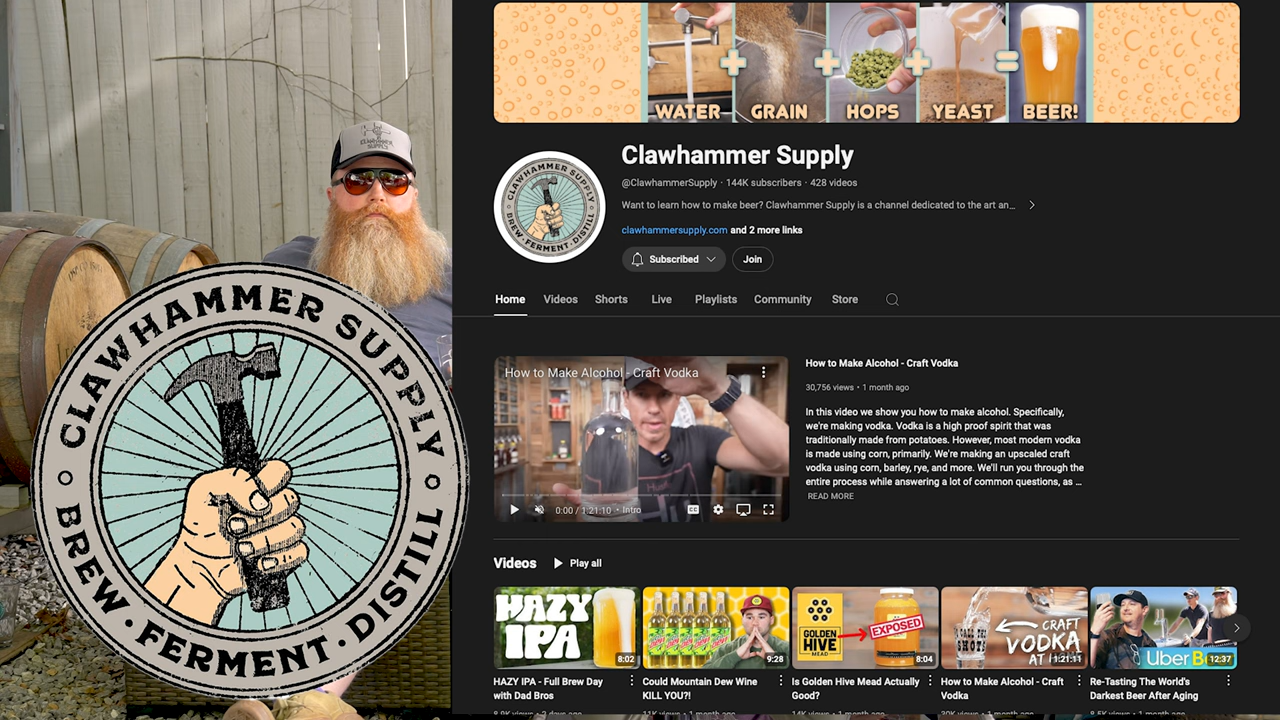 WATER
GRAIN
HOPS
YEAST
BEER!
Clawhammer Supply
@ClawhammerSupply · 144K subscribers · 428 videos
Want to learn how to make beer? Clawhammer Supply is a channel dedicated to the art an...
clawhammersupply.com and 2 more links
Subscribed
Join
Home Videos Shorts Live Playlists Community Store
CLAWHAMMER SUPPLY
BREW · FERMENT · DISTILL
CLAWHAMMER SUPPLY
BREW · FERMENT · DISTILL
CLAWHAMMER
SUPPLY
How to Make Alcohol - Craft Vodka
0:00 / 1:21:10 • Intro
How to Make Alcohol - Craft Vodka
30,756 views • 1 month ago
In this video we show you how to make alcohol. Specifically,
we're making vodka. Vodka is a high proof spirit that was
traditionally made from potatoes. However, most modern vodka
is made using corn, primarily. We're making an upscaled craft
vodka using corn, barley, rye, and more. We'll run you through the
entire process while answering a lot of common questions, as ...
READ MORE
Videos
Play all
HAZY
IPA
8:02
9:28
GOLDEN
HIVE
MEAD
EXPOSED
8:04
CRAFT
VODKA
AT
1:21:11
Uber
12:37
HAZY IPA - Full Brew Day
with Dad Bros
Could Mountain Dew Wine
KILL YOU?!
Is Golden Hive Mead Actually
Good?
How to Make Alcohol - Craft
Vodka
Re-Tasting The World's
Darkest Beer After Aging